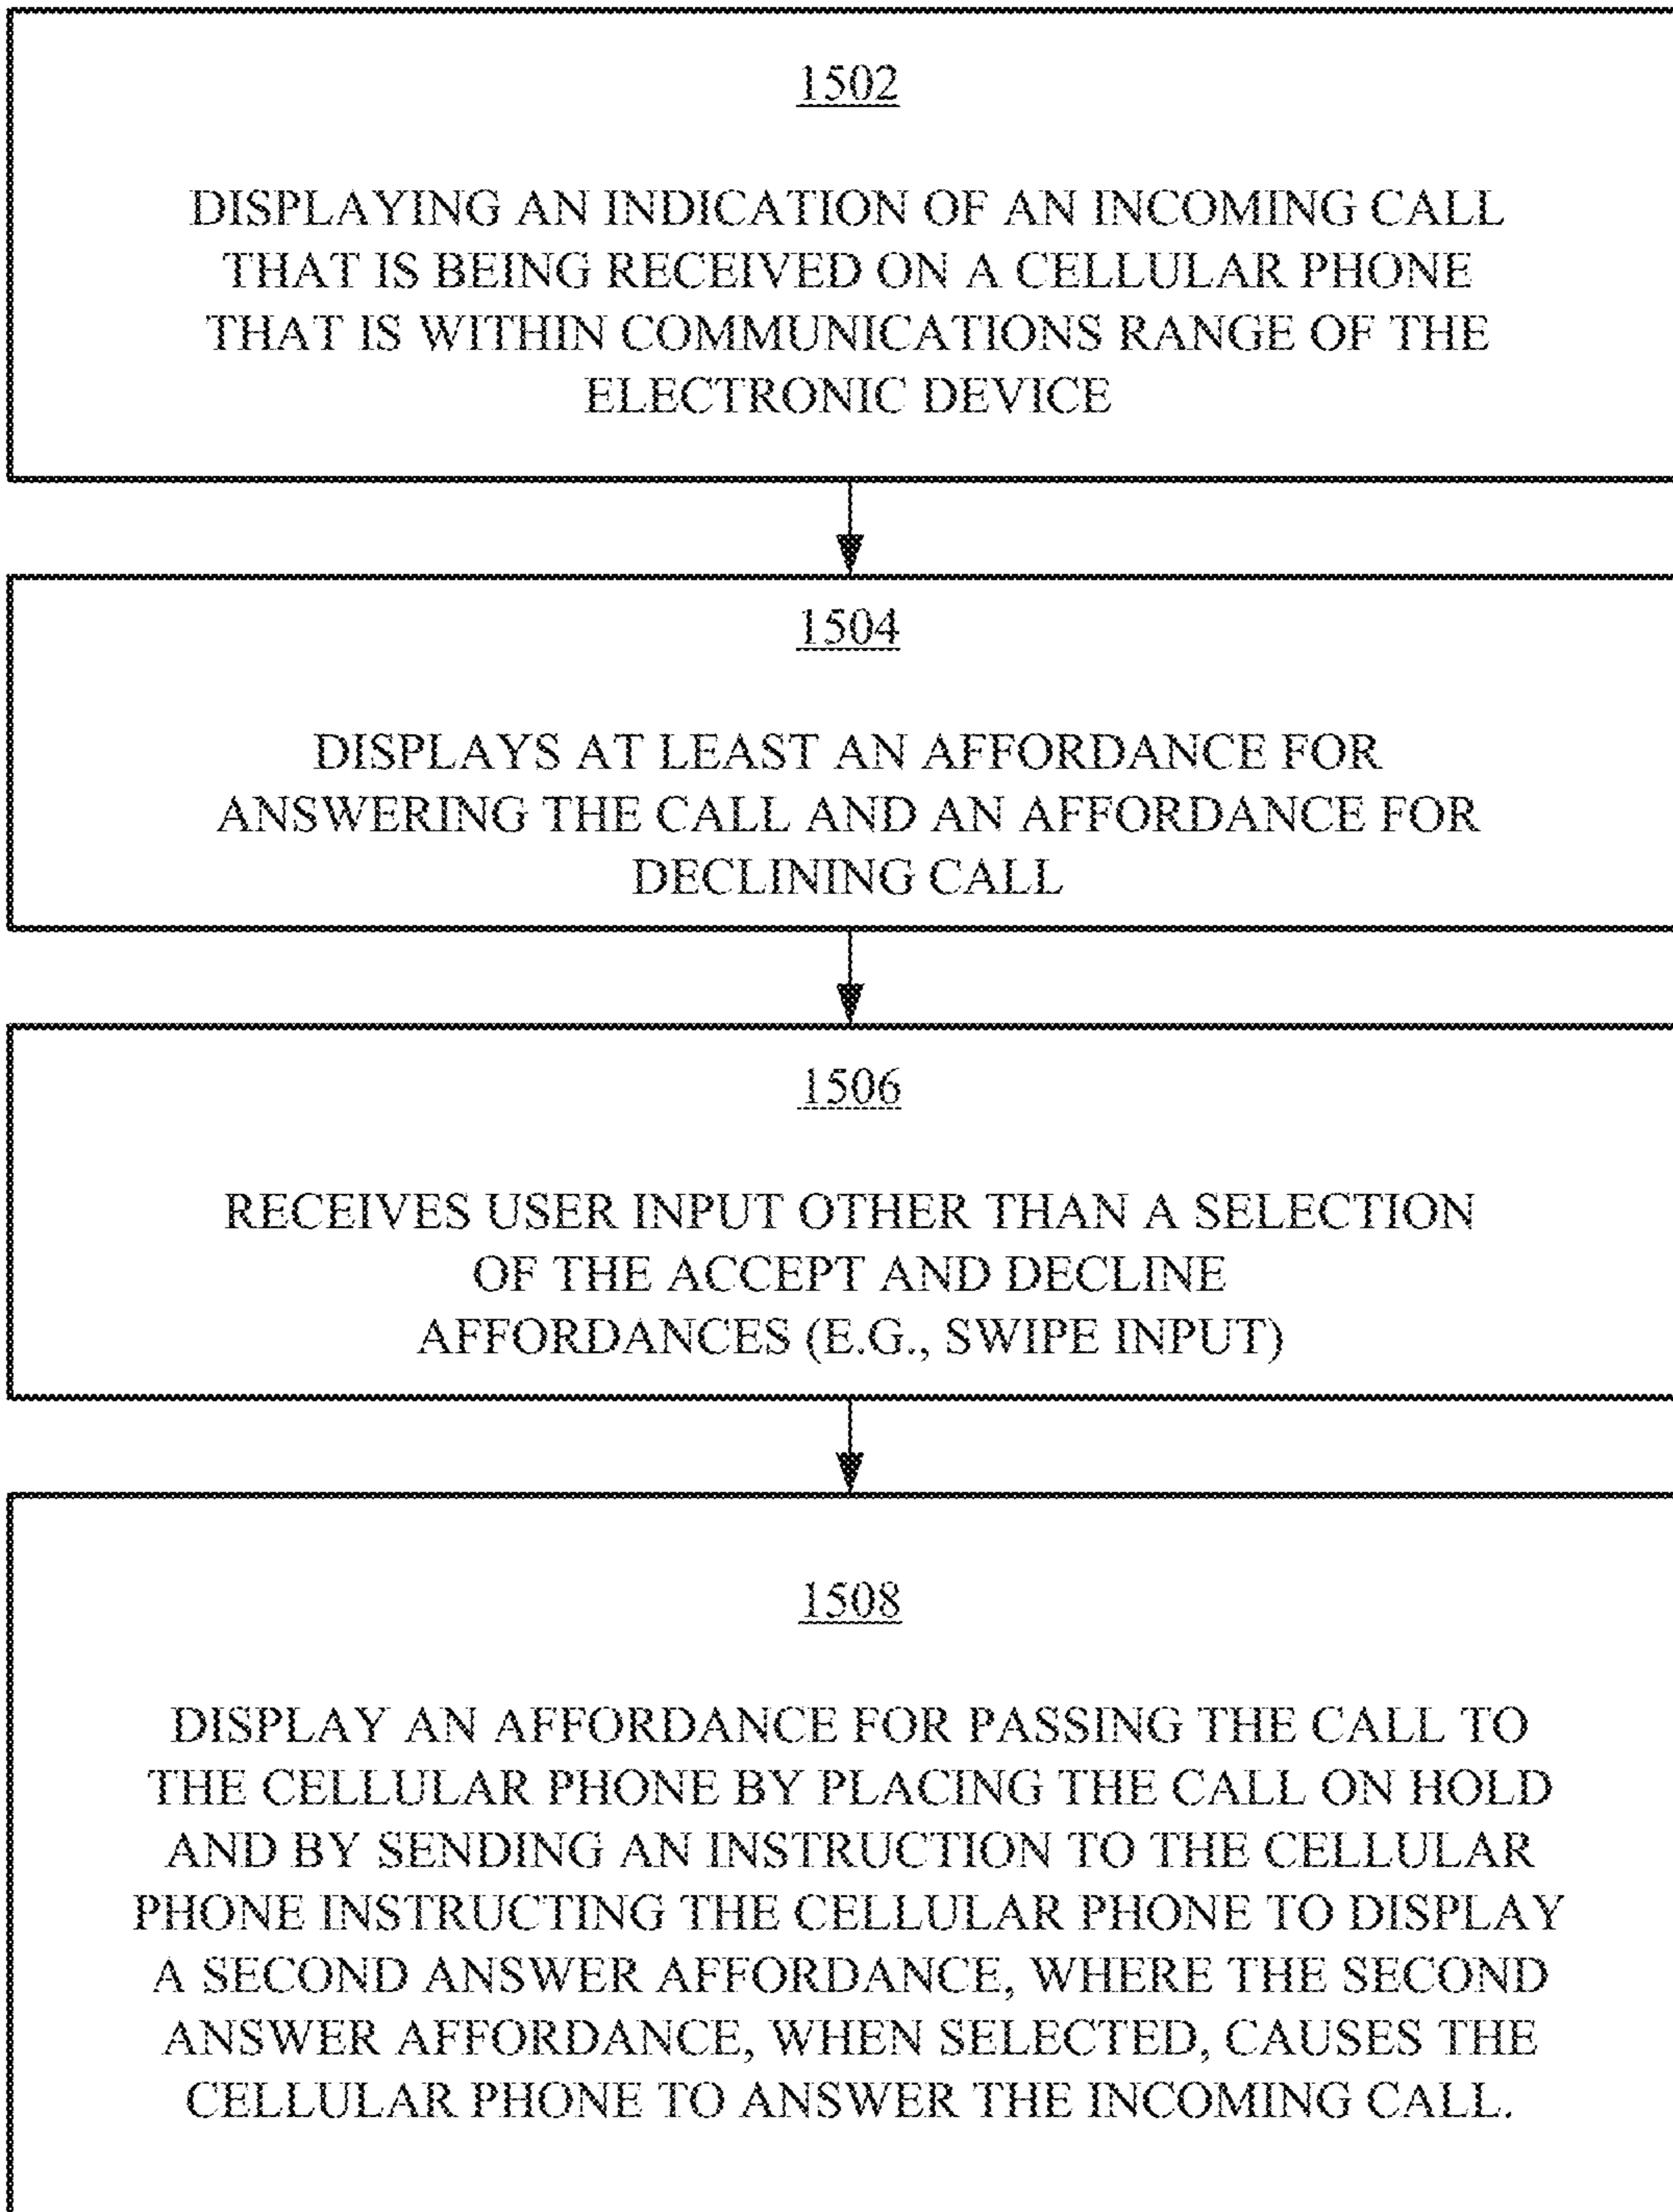 1502
DISPLAYING AN INDICATION OF AN INCOMING CALL
THAT IS BEING RECEIVED ON A CELLULAR PHONE
THAT IS WITHIN COMMUNICATIONS RANGE OF THE
ELECTRONIC DEVICE
1504
DISPLAYS AT LEAST AN AFFORDANCE FOR
ANSWERING THE CALL AND AN AFFORDANCE FOR
DECLINING CALL
1506
RECEIVES USER INPUT OTHER THAN A SELECTION
OF THE ACCEPT AND DECLINE
AFFORDANCES (E.G., SWIPE INPUT)
1508
DISPLAY AN AFFORDANCE FOR PASSING THE CALL TO
THE CELLULAR PHONE BY PLACING THE CALL ON HOLD
AND BY SENDING AN INSTRUCTION TO THE CELLULAR
PHONE INSTRUCTING THE CELLULAR PHONE TO DISPLAY
A SECOND ANSWER AFFORDANCE, WHERE THE SECOND
ANSWER AFFORDANCE, WHEN SELECTED, CAUSES THE
CELLULAR PHONE TO ANSWER THE INCOMING CALL.